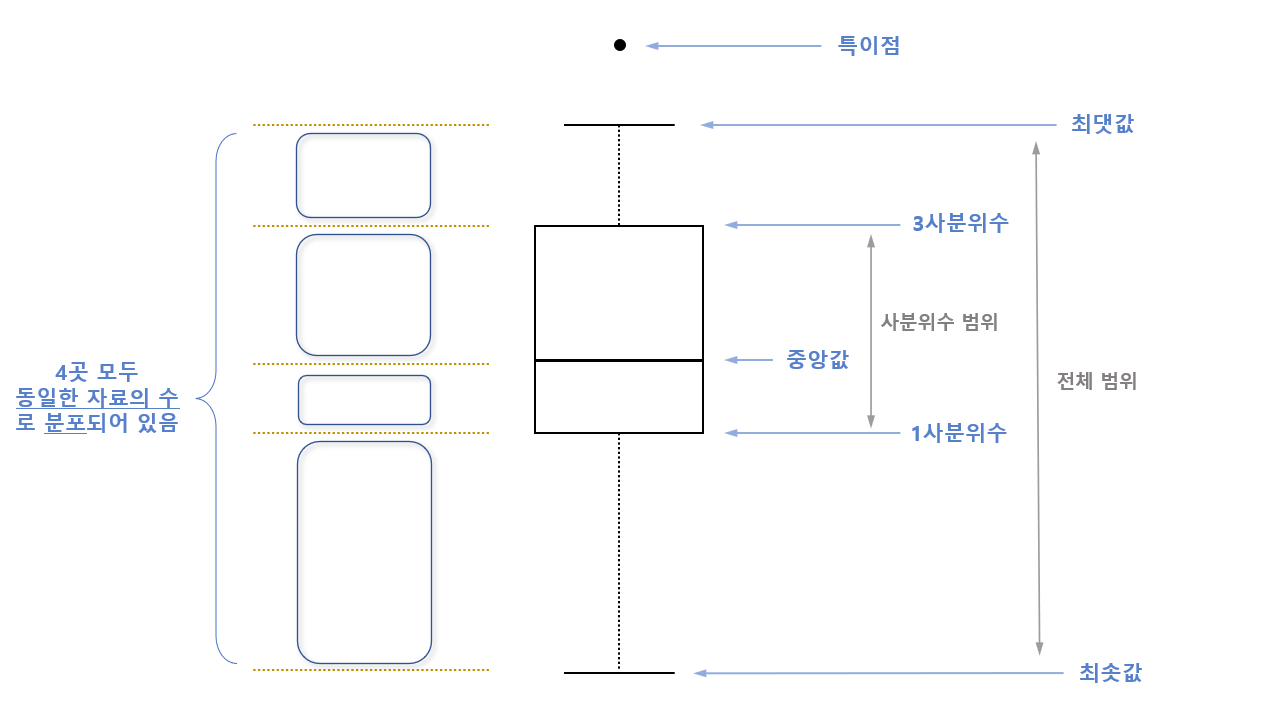 특이점
최댓값
3사분위수
사분위수 범위
중앙값
4곳 모두
동일한 자료의 수
로 분포되어 있음
전체 범위
1사분위수
최솟값